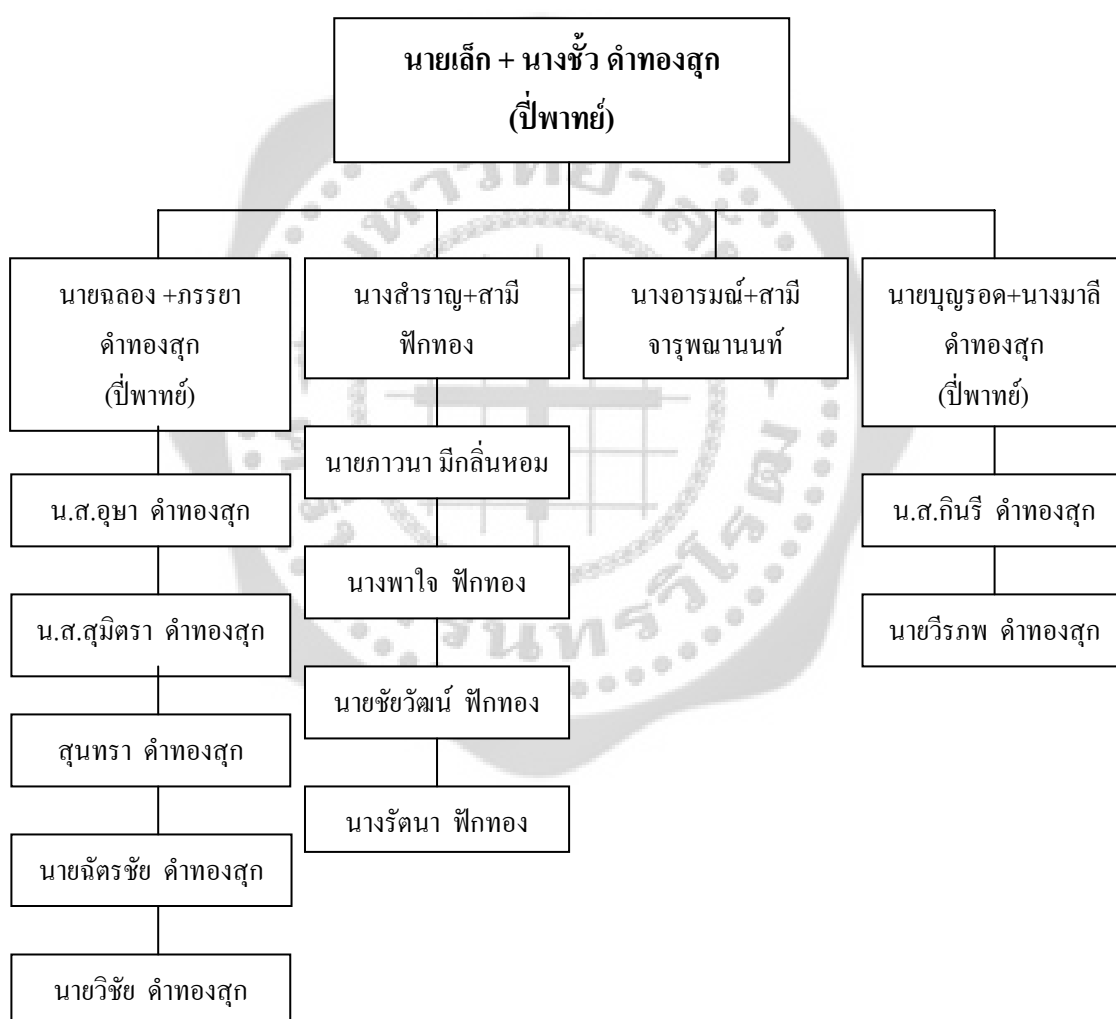 นายเล็ก + นางชั้ว ดำทองสุก
(ปี่พาทย์)
นายฉลอง +ภรรยา
ดำทองสุก
(ปี่พาทย์)
นางสำราญ+สามี
ฟักทอง
นางอารมณ์+สามี
จารุพณานนท์
นายบุญรอด+นางมาลี
ดำทองสุก
(ปี่พาทย์)
น.ส.อุษา ดำทองสุก
น.ส.สุมิตรา ดำทองสุก
สุนทรา ดำทองสุก
นายฉัตรชัย ดำทองสุก
นายวิชัย ดำทองสุก
นายภาวนา มีกลิ่นหอม
นางพาใจ ฟักทอง
นายชัยวัฒน์ ฟักทอง
นางรัตนา ฟักทอง
น.ส.กินรี ดำทองสุก
นายวีรภพ ดำทองสุก